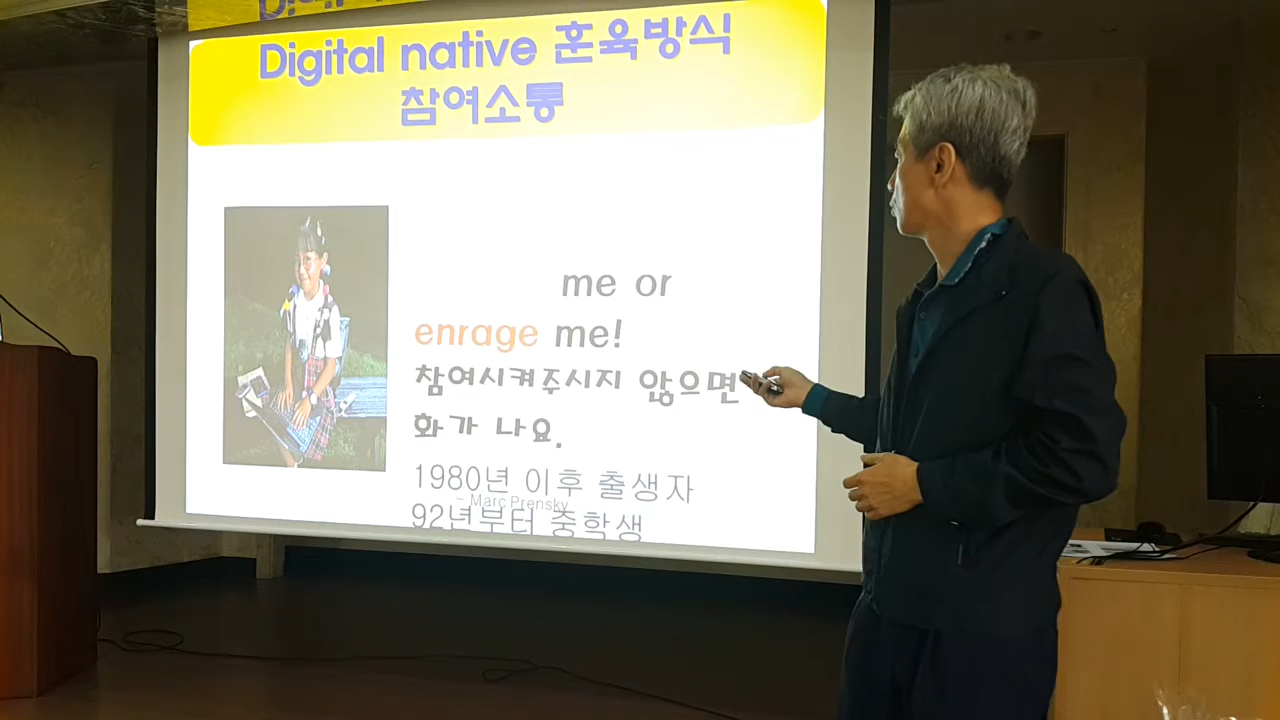 Digital native 훈육방식
참여소통
me or
enrage me!
참여시켜주시지 않으면
화가 나요.
1980년 이후 출생자
– Marc Prensky
92년부터 중학생